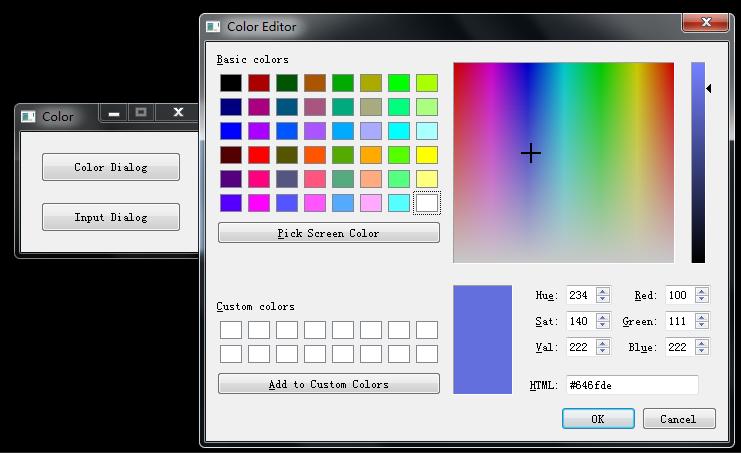 Color
Color Dialog
Input Dialog
Color Editor
Basic colors
Pick Screen Color
Custom colors
Add to Custom Colors
Hue: 234 Red: 100
Sat: 140 Green: 111
Val: 222 Blue: 222
HTML: #646fde
OK Cancel